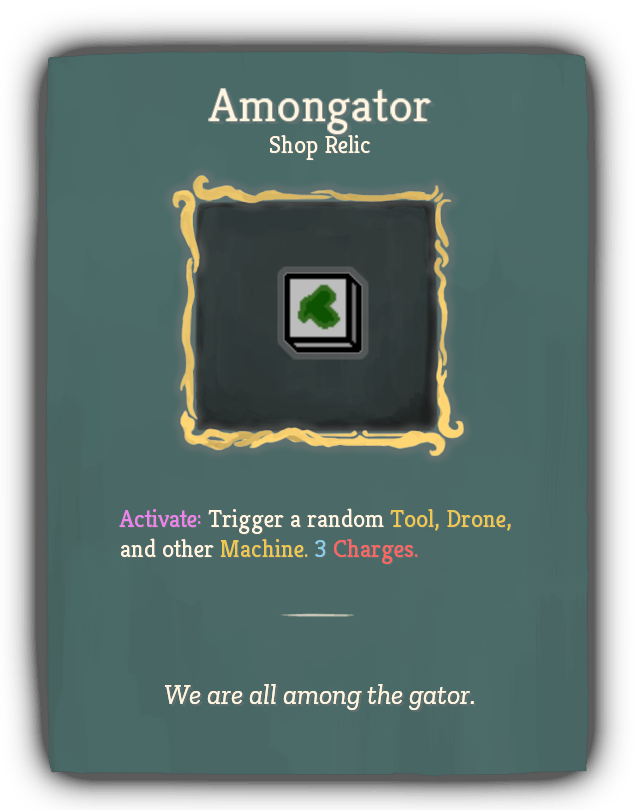 Amongator
Shop Relic
Activate: Trigger a random Tool, Drone,
and other Machine. 3 Charges.
We are all among the gator.